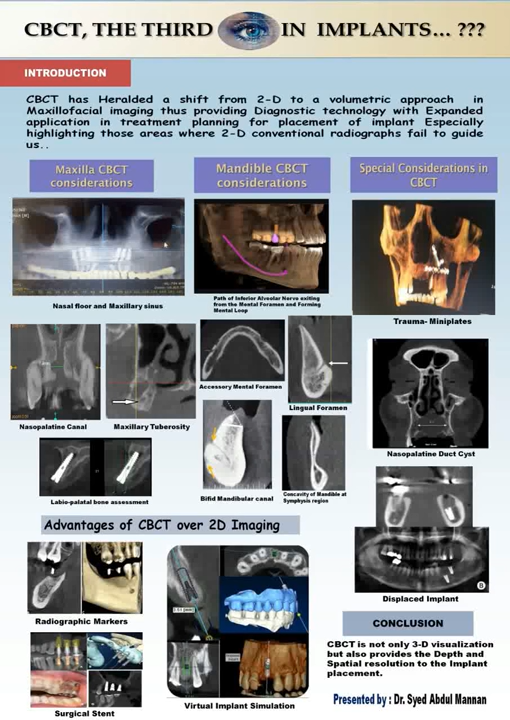 CBCT, THE THIRD IN IMPLANTS... ???
INTRODUCTION
CBCT has Heralded a shift from 2-D to a volumetric approach in
Maxillofacial imaging thus providing Diagnostic technology with Expanded
application in treatment planning for placement of implant Especially
highlighting those areas where 2-D conventional radiographs fail to guide
us..
Maxilla CBCT
considerations
Mandible CBCT
considerations
Special Considerations in
CBCT
Nasal floor and Maxillary sinus
Path of Inferior Alveolar Nerve exiting
from the Mental Foramen and Forming
Mental Loop
Trauma- Miniplates
Nasopalatine Canal
Maxillary Tuberosity
Accessory Mental Foramen
Lingual Foramen
Nasopalatine Duct Cyst
Labio-palatal bone assessment
Bifid Mandibular canal
Concavity of Mandible at
Symphysis region
B
Displaced Implant
Advantages of CBCT over 2D Imaging
Radiographic Markers
Surgical Stent
Virtual Implant Simulation
CONCLUSION
CBCT is not only 3-D visualization
but also provides the Depth and
Spatial resolution to the Implant
placement.
Presented by : Dr. Syed Abdul Mannan